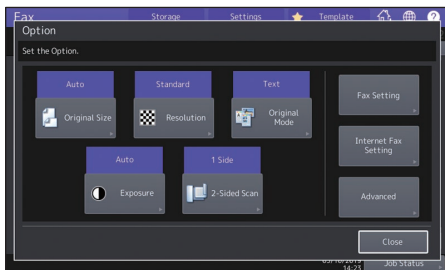 Fax
Storage
Settings
Template
Option
Set the Option.
Auto
Standard
Text
Original Size
Resolution
Original
Mode
Fax Setting
Auto
1 Side
Internet Fax
Setting
Exposure
2-Sided Scan
Advanced
Close
14:23
Job Status